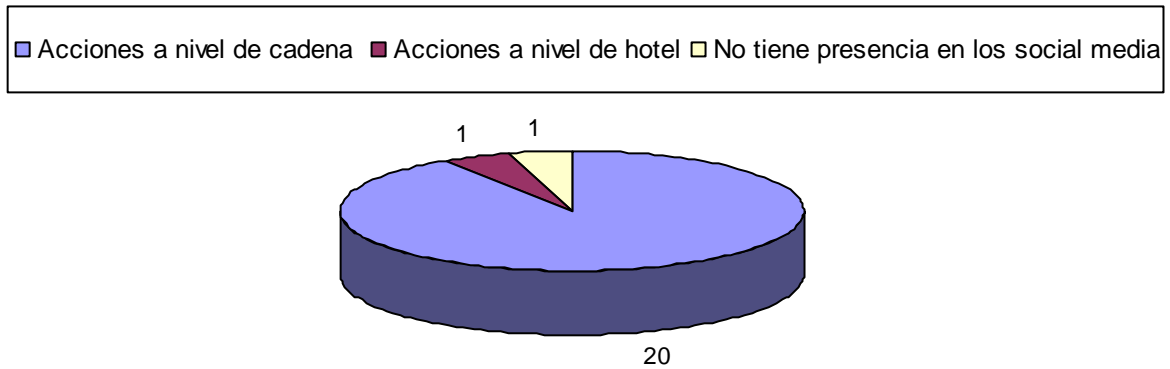 Acciones a nivel de cadena Acciones a nivel de hotel No tiene presencia en los social media
1 1
20